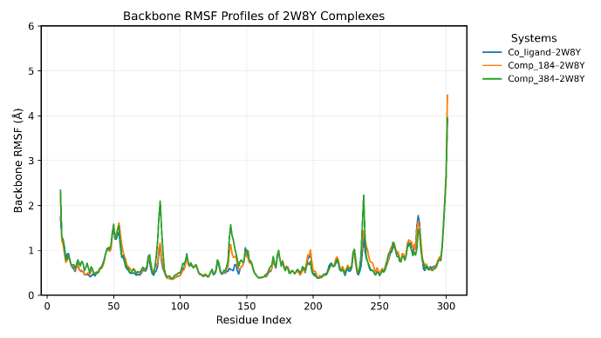 Backbone RMSF Profiles of 2W8Y Complexes
Systems
Co_ligand–2W8Y
Comp_184–2W8Y
Comp_384–2W8Y
Backbone RMSF (Å)
6
5
4
3
2
1
0
0 50 100 150 200 250 300
Residue Index